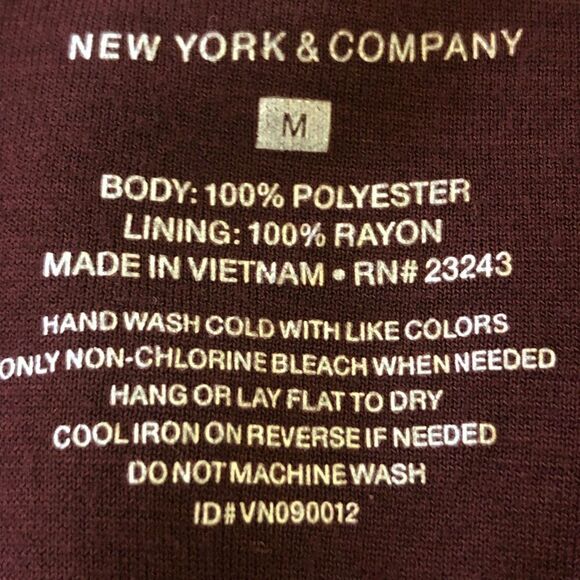 NEW YORK & COMPANY
M
BODY: 100% POLYESTER
LINING: 100% RAYON
MADE IN VIETNAM • RN# 23243
HAND WASH COLD WITH LIKE COLORS
ONLY NON-CHLORINE BLEACH WHEN NEEDED
HANG OR LAY FLAT TO DRY
COOL IRON ON REVERSE IF NEEDED
DO NOT MACHINE WASH
ID# VN090012